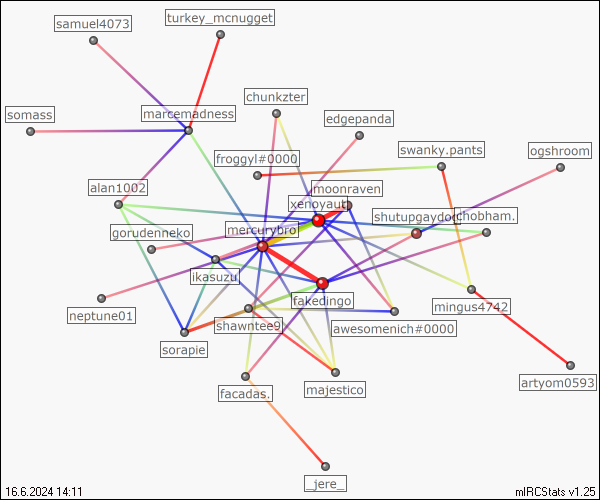 turkey_mcnugget
samuel4073
chunkzter
somass
marcemadness
edgepanda
froggyl#0000
swanky.pants
ogshroom
alan1002
moonraven
xenoyaut
shutupgaydog
chobham.
gorudenneko
mercurybro
ikasuzu
fakedingo
mingus4742
neptune01
shawntee9
awesomenich#0000
sorapie
artyom0593
facadas.
majestico
_jere_
16.6.2024 14:11
mIRCStats v1.25